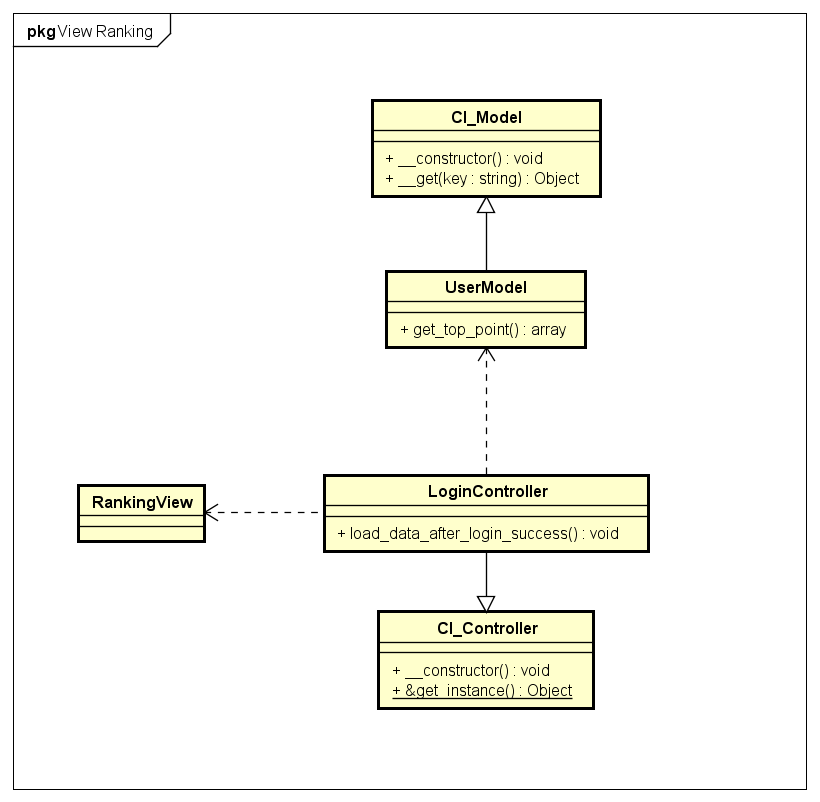 pkg View Ranking
CI_Model
+ __constructor() : void
+ __get(key : string) : Object
UserModel
+ get_top_point() : array
RankingView
LoginController
+ load_data_after_login_success() : void
CI_Controller
+ __constructor() : void
+ &get_instance() : Object